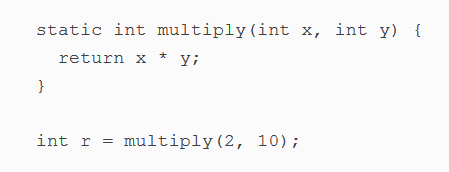 static int multiply(int x, int y) {
  return x * y;
}

int r = multiply(2, 10);